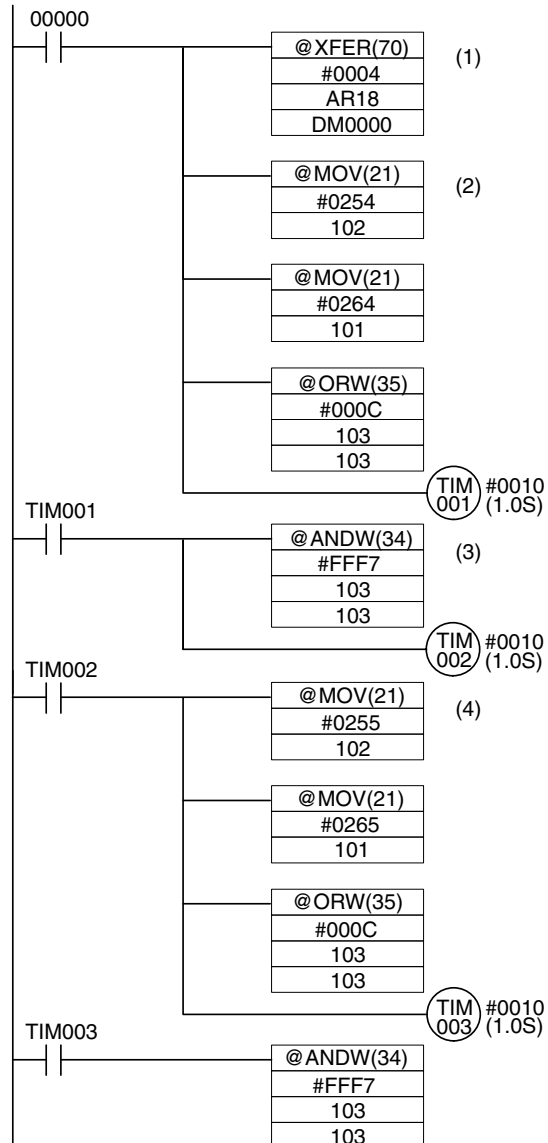 00000
@XFER(70)
#0004
AR18
DM0000
(1)
@MOV(21)
#0254
102
(2)
@MOV(21)
#0264
101
@ORW(35)
#000C
103
103
TIM
001
#0010
(1.0S)
TIM001
@ANDW(34)
#FFF7
103
103
(3)
TIM
002
#0010
(1.0S)
TIM002
@MOV(21)
#0255
102
(4)
@MOV(21)
#0265
101
@ORW(35)
#000C
103
103
TIM
003
#0010
(1.0S)
TIM003
@ANDW(34)
#FFF7
103
103